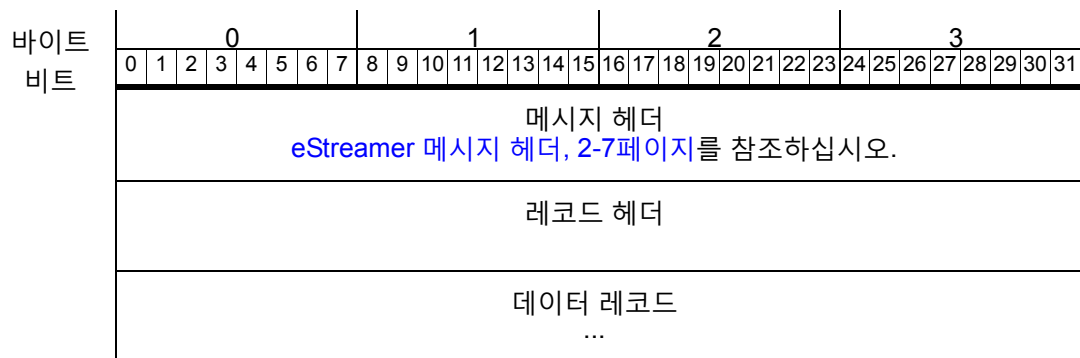 바이트 0 1 2 3
비트 0 1 2 3 4 5 6 7 8 9 10 11 12 13 14 15 16 17 18 19 20 21 22 23 24 25 26 27 28 29 30 31
메시지 헤더
eStreamer 메시지 헤더, 2-7페이지를 참조하십시오.
레코드 헤더
데이터 레코드
...